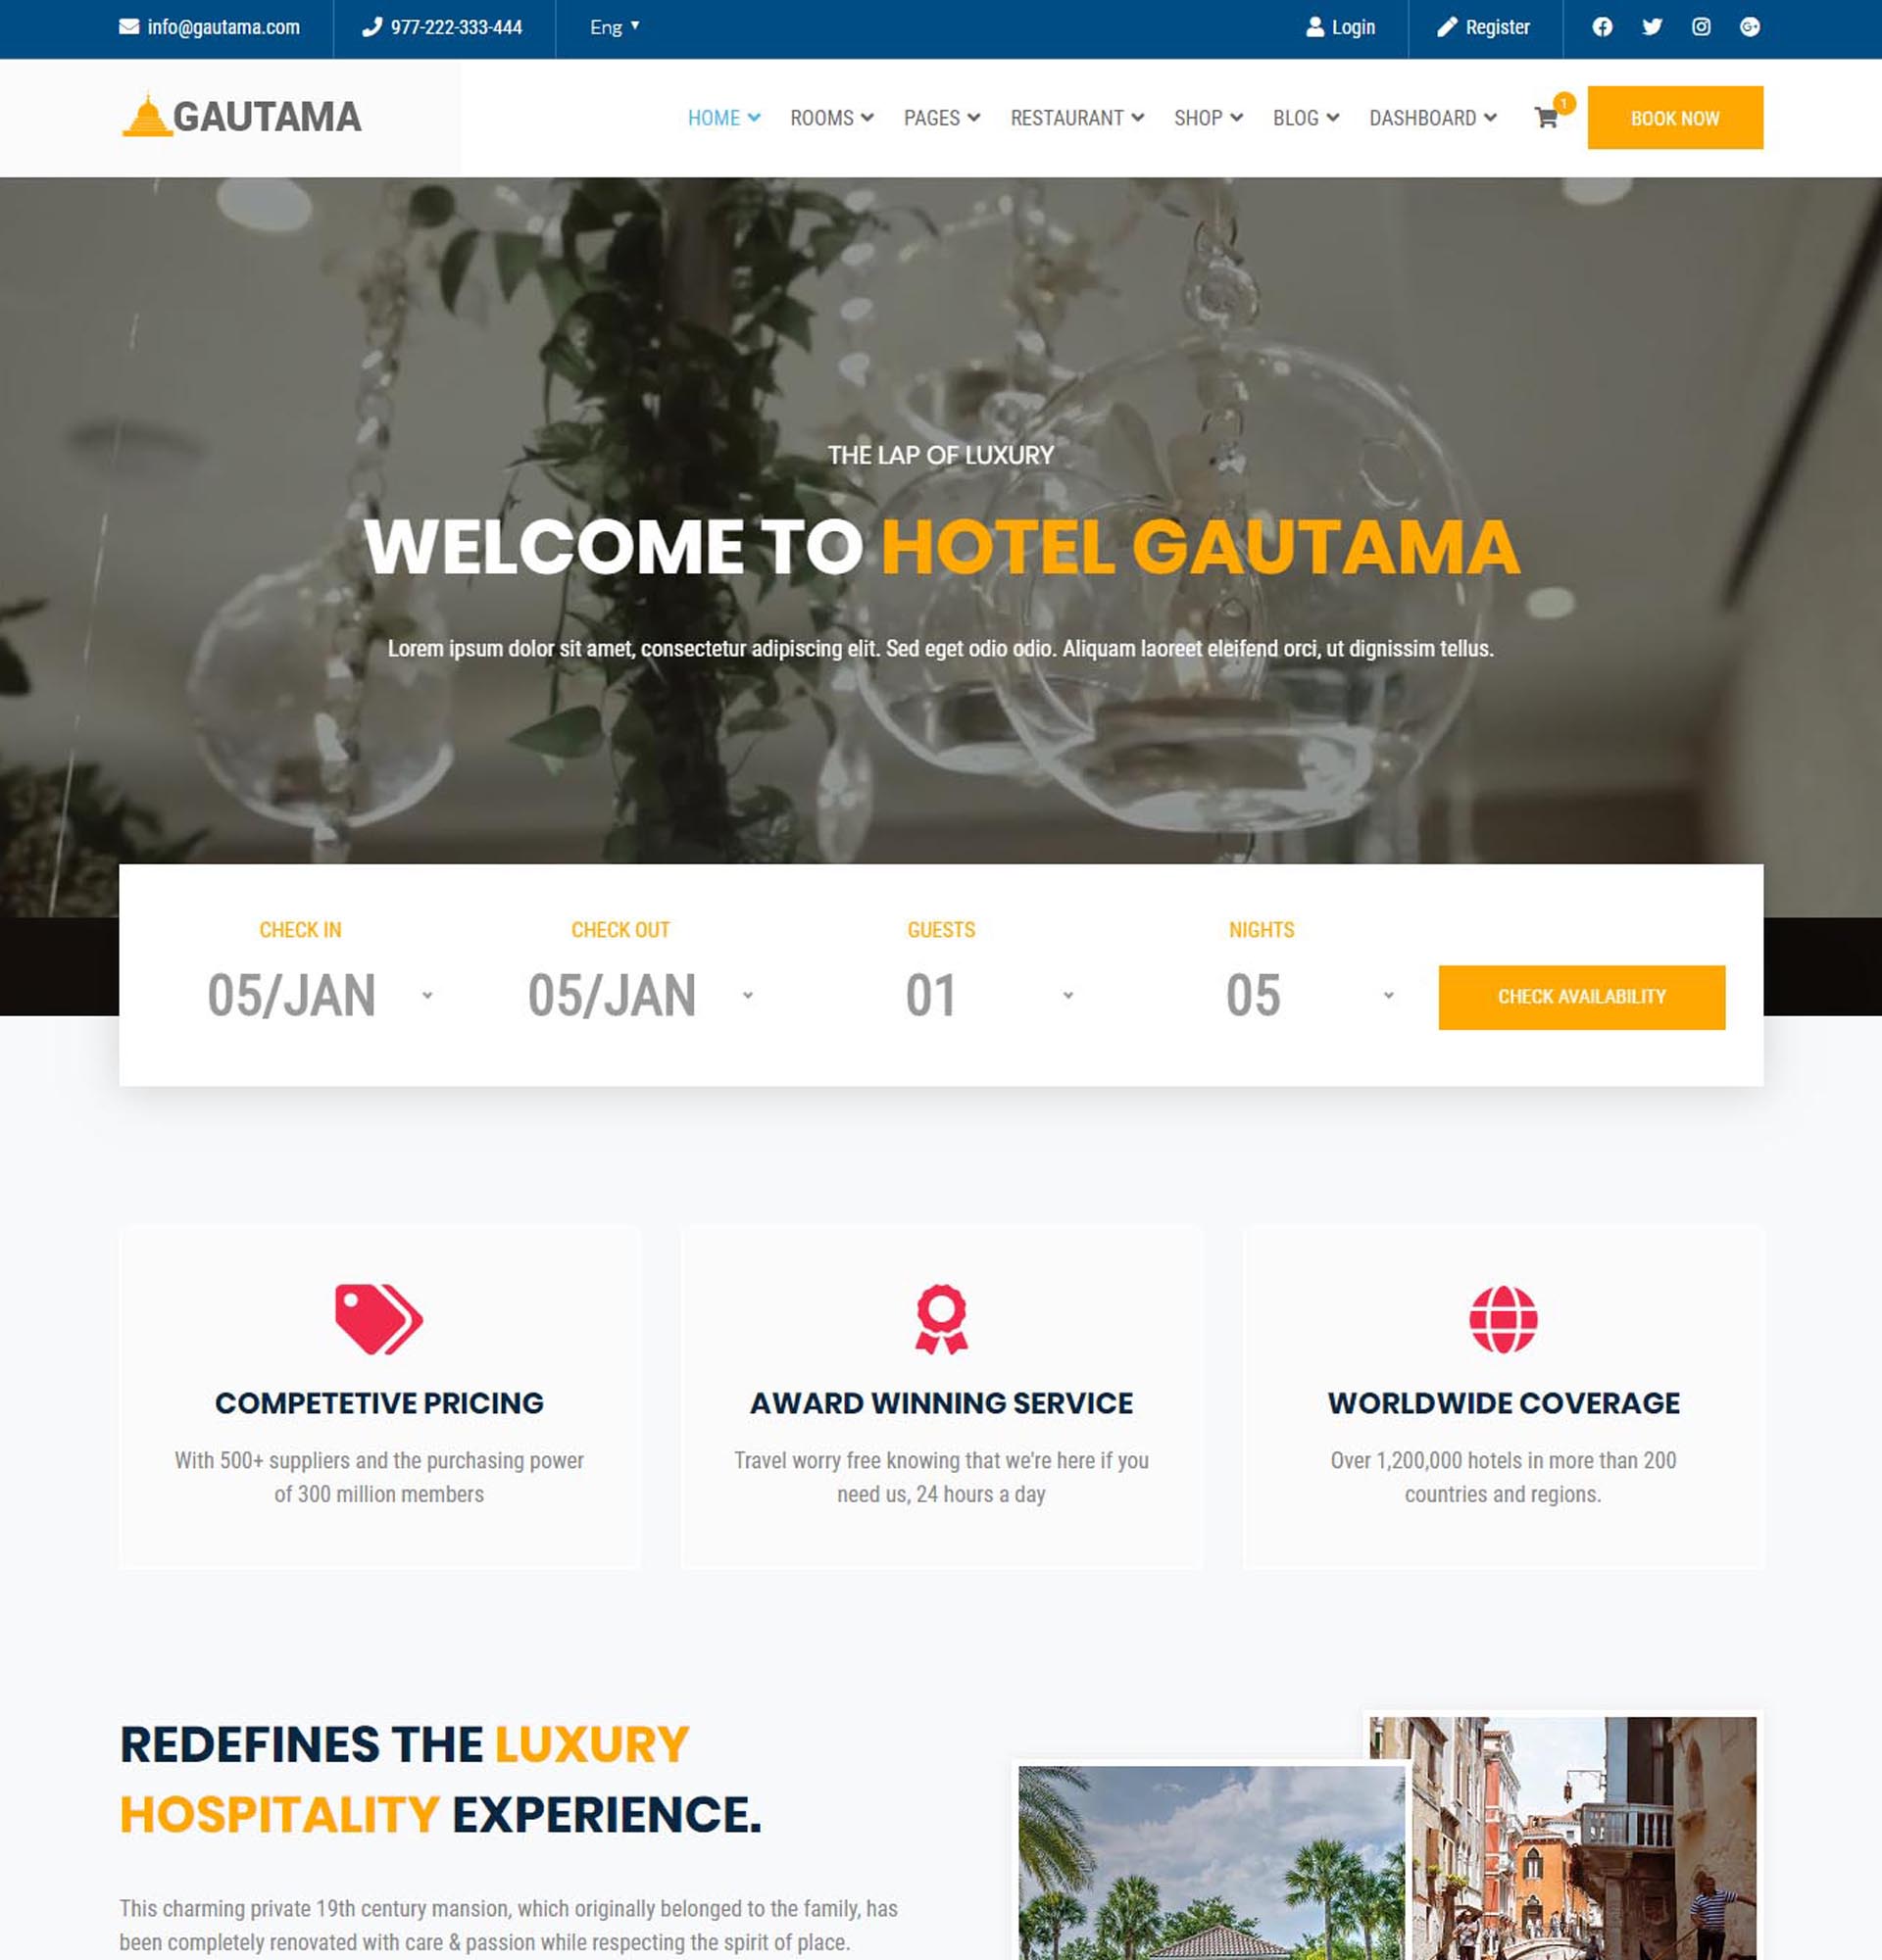 info@gautama.com 977-222-333-444 Eng Login Register
GAUTAMA HOME ROOMS PAGES RESTAURANT SHOP BLOG DASHBOARD 1 BOOK NOW
THE LAP OF LUXURY
WELCOME TO HOTEL GAUTAMA
Lorem ipsum dolor sit amet, consectetur adipiscing elit. Sed eget odio odio. Aliquam laoreet eleifend orci, ut dignissim tellus.
CHECK IN CHECK OUT GUESTS NIGHTS
05/JAN 05/JAN 01 05 CHECK AVAILABILITY
COMPETETIVE PRICING
With 500+ suppliers and the purchasing power
of 300 million members
AWARD WINNING SERVICE
Travel worry free knowing that we're here if you
need us, 24 hours a day
WORLDWIDE COVERAGE
Over 1,200,000 hotels in more than 200
countries and regions.
REDEFINES THE LUXURY
HOSPITALITY EXPERIENCE.
This charming private 19th century mansion, which originally belonged to the family, has
been completely renovated with care & passion while respecting the spirit of place.